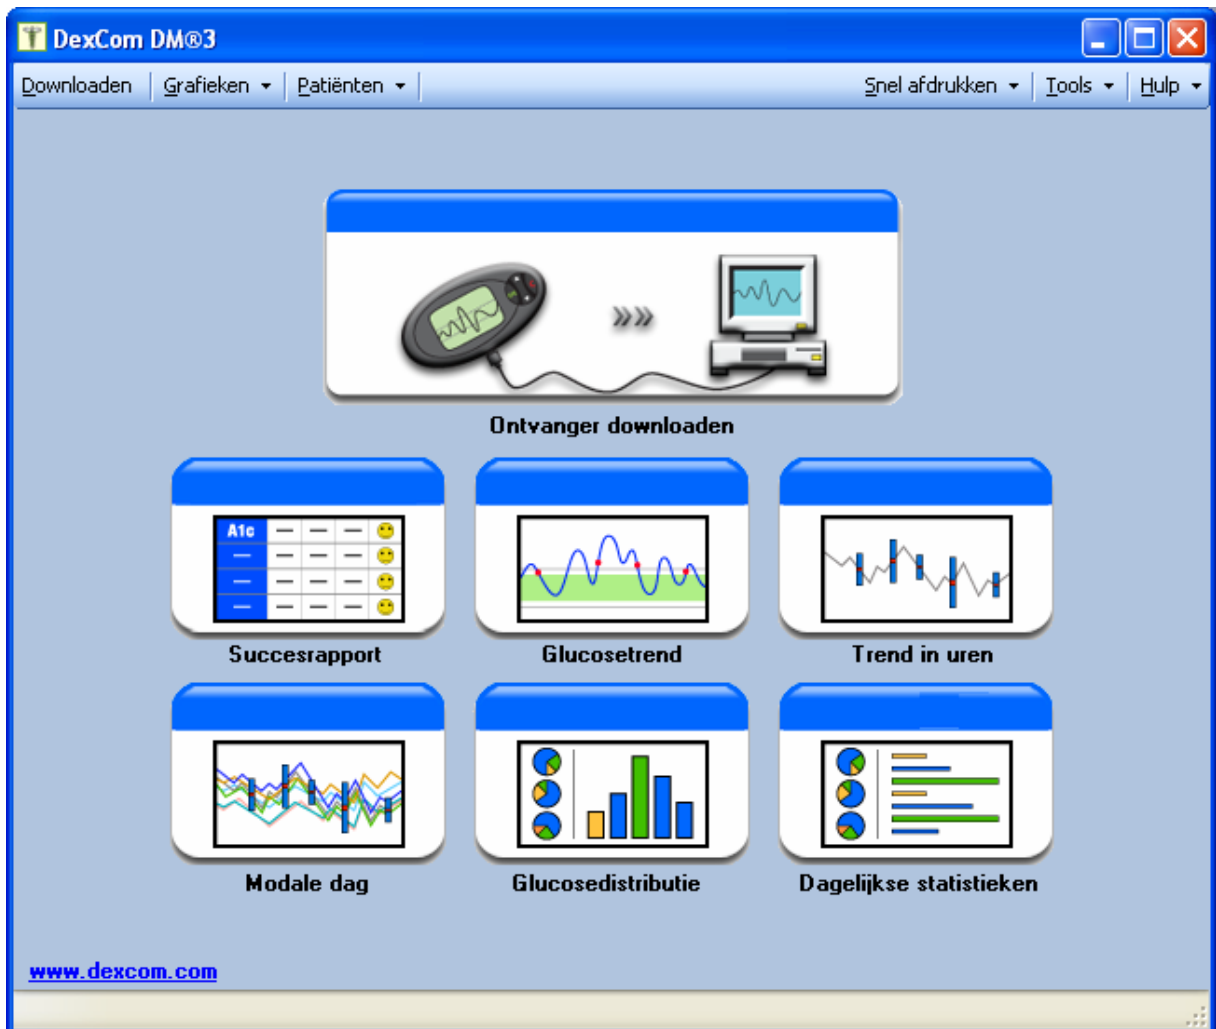 DexCom DM®3
Downloaden Grafieken Patiënten Snel afdrukken Tools Hulp
Ontvanger downloaden
A1c
Succesrapport Glucosetrend Trend in uren
Modale dag Glucosedistributie Dagelijkse statistieken
www.dexcom.com